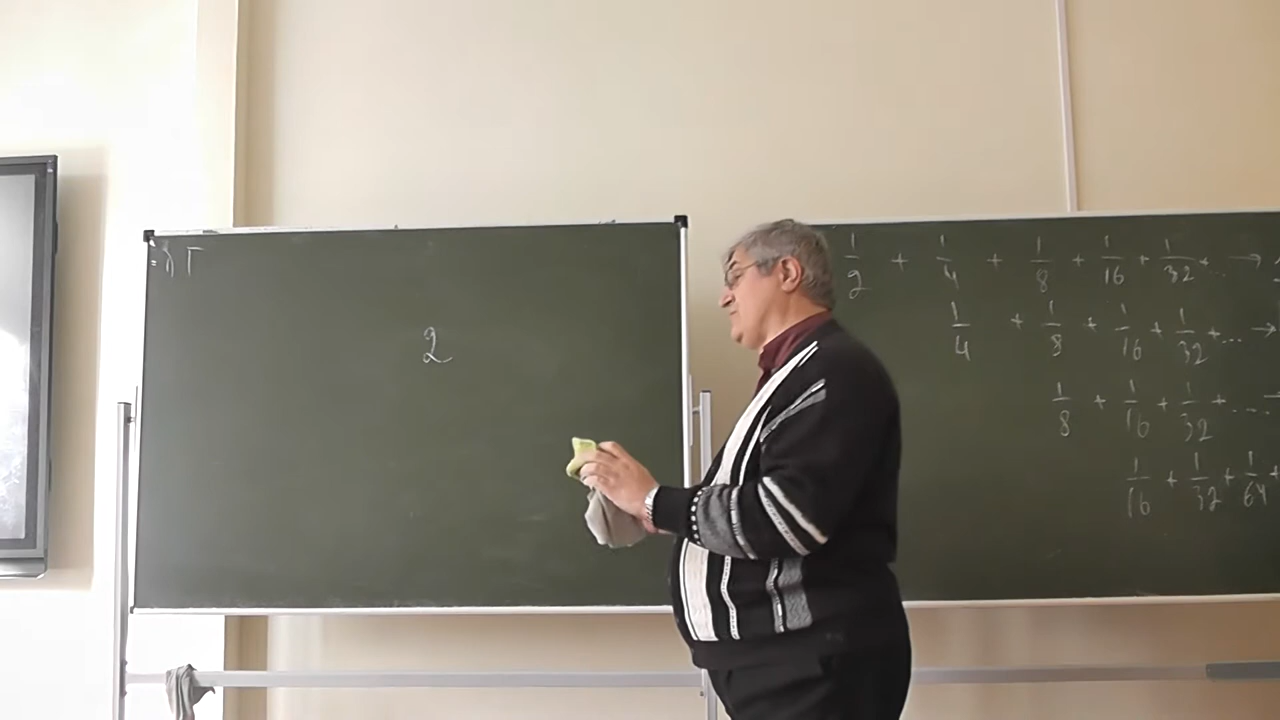 2
1/2 + 1/4 + 1/8 + 1/16 + 1/32 + ... →
1/4 + 1/8 + 1/16 + 1/32 + ... →
1/8 + 1/16 + 1/32 + ....
1/16 + 1/32 + 1/64 +